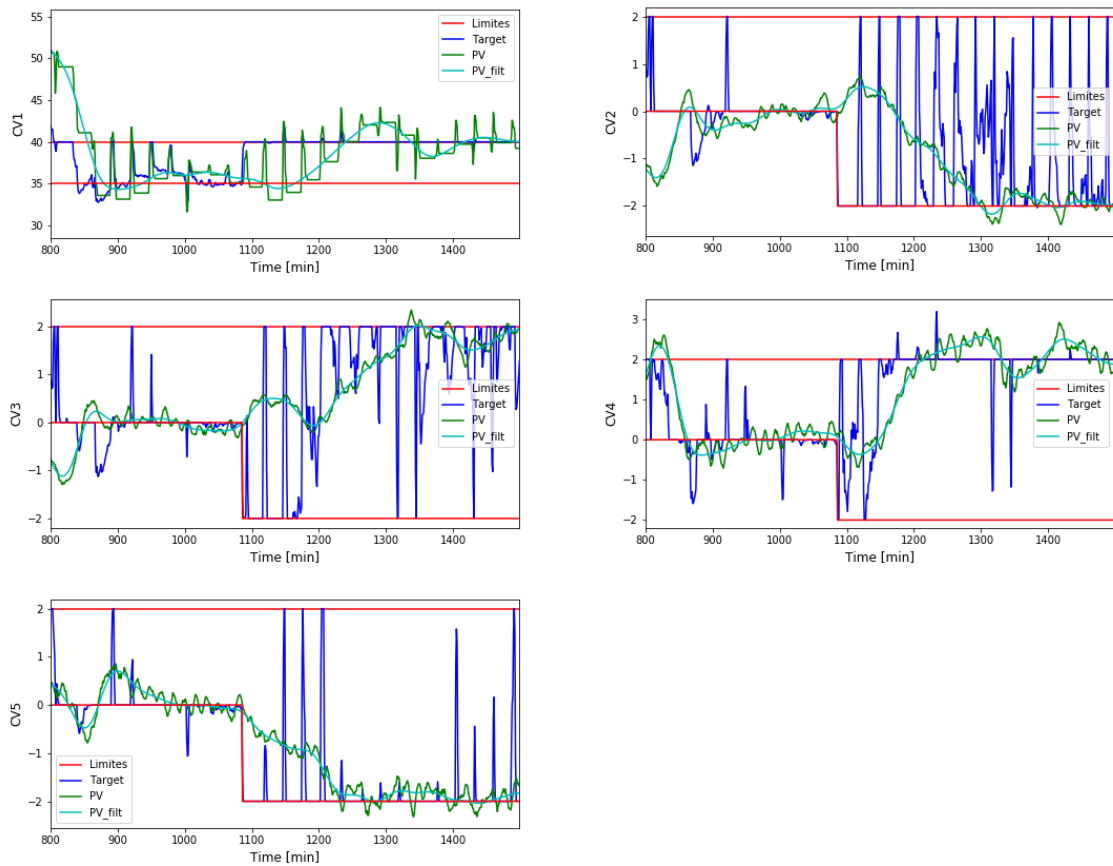 CV1
55
50
45
40
35
30
800 900 1000 1100 1200 1300 1400
Time [min]
Limites
Target
PV
PV_filt
CV2
2
1
0
−1
−2
800 900 1000 1100 1200 1300 1400
Time [min]
Limites
Target
PV
PV_filt
CV3
2
1
0
−1
−2
800 900 1000 1100 1200 1300 1400
Time [min]
Limites
Target
PV
PV_filt
CV4
3
2
1
0
−1
−2
800 900 1000 1100 1200 1300 1400
Time [min]
Limites
Target
PV
PV_filt
CV5
2
1
0
−1
−2
800 900 1000 1100 1200 1300 1400
Time [min]
Limites
Target
PV
PV_filt